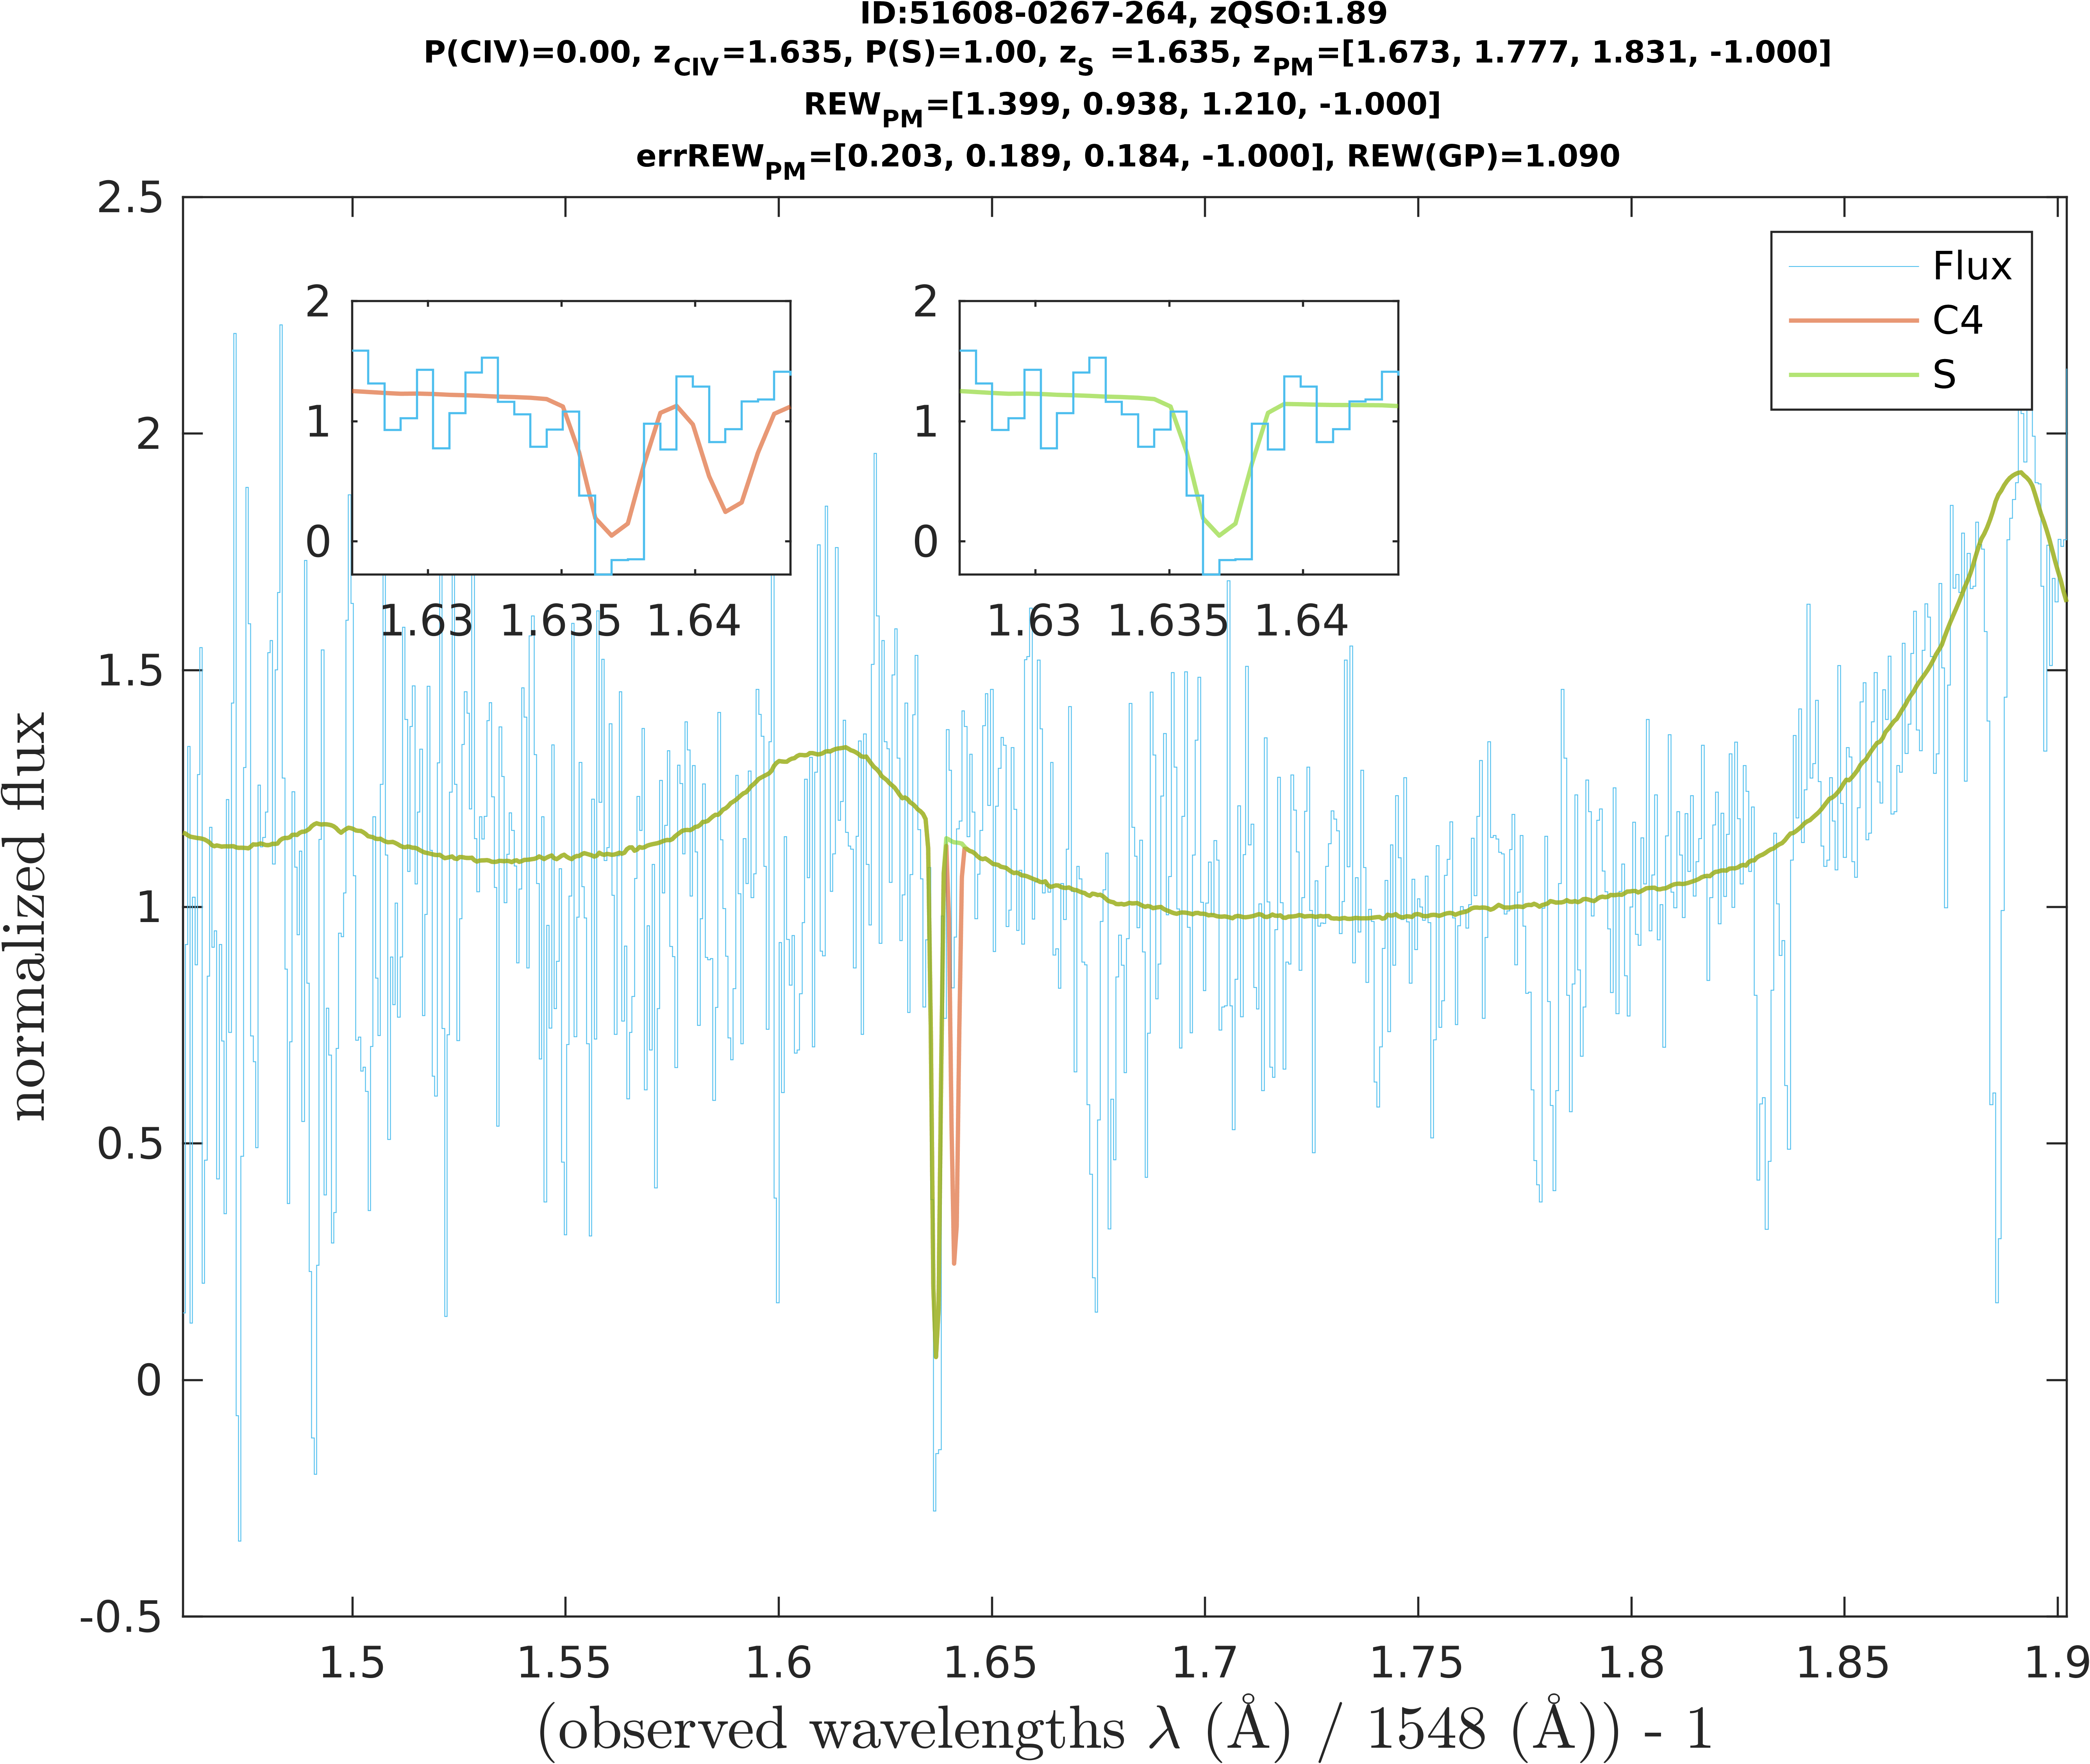 ID:51608-0267-264, zQSO:1.89
P(CIV)=0.00, zCIV=1.635, P(S)=1.00, zS =1.635, zPM=[1.673, 1.777, 1.831, -1.000]
REWPM=[1.399, 0.938, 1.210, -1.000]
errREWPM=[0.203, 0.189, 0.184, -1.000], REW(GP)=1.090
2.5
2
1.5
1
0.5
0
-0.5
normalized flux
2
1
0
1.63 1.635 1.64
2
1
0
1.63 1.635 1.64
Flux
C4
S
1.5 1.55 1.6 1.65 1.7 1.75 1.8 1.85 1.9
(observed wavelengths λ (Å) / 1548 (Å)) - 1